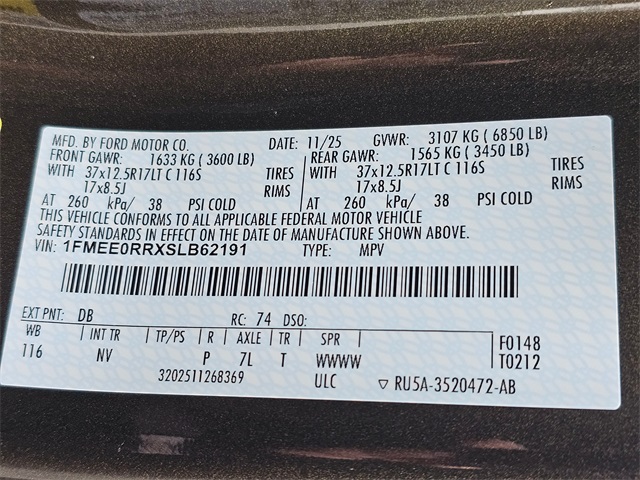 MFD. BY FORD MOTOR CO. DATE: 11/25 GVWR: 3107 KG ( 6850 LB)
FRONT GAWR: 1633 KG ( 3600 LB) REAR GAWR: 1565 KG ( 3450 LB)
WITH 37x12.5R17LT C 116S TIRES WITH 37x12.5R17LT C 116S TIRES
17x8.5J RIMS 17x8.5J RIMS
AT 260 kPa/ 38 PSI COLD AT 260 kPa/ 38 PSI COLD
THIS VEHICLE CONFORMS TO ALL APPLICABLE FEDERAL MOTOR VEHICLE
SAFETY STANDARDS IN EFFECT ON THE DATE OF MANUFACTURE SHOWN ABOVE.
VIN: 1FMEE0RRXSLB62191 TYPE: MPV
EXT PNT: DB RC: 74 DSO:
WB INT TR TP/PS R AXLE TR SPR F0148
116 NV P 7L T WWWW T0212
3202511268369 ULC ▽ RU5A-3520472-AB